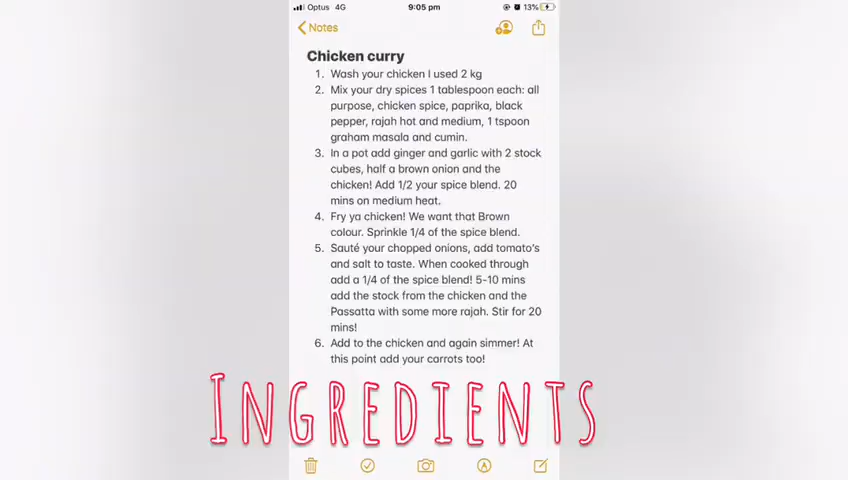 Optus 4G 9:05 pm 13%
Notes
Chicken curry
1. Wash your chicken I used 2 kg
2. Mix your dry spices 1 tablespoon each: all
purpose, chicken spice, paprika, black
pepper, rajah hot and medium, 1 tspoon
graham masala and cumin.
3. In a pot add ginger and garlic with 2 stock
cubes, half a brown onion and the
chicken! Add 1/2 your spice blend. 20
mins on medium heat.
4. Fry ya chicken! We want that Brown
colour. Sprinkle 1/4 of the spice blend.
5. Sauté your chopped onions, add tomato's
and salt to taste. When cooked through
add a 1/4 of the spice blend! 5-10 mins
add the stock from the chicken and the
Passatta with some more rajah. Stir for 20
mins!
6. Add to the chicken and again simmer! At
this point add your carrots too!
INGREDIENTS